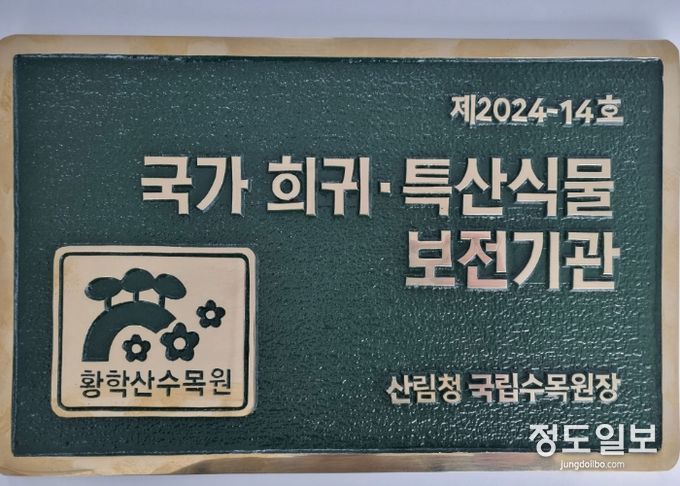 제2024-14호
국가 희귀·특산식물
보전기관
황학산수목원
산림청 국립수목원장
정도일보
jungdoilbo.com